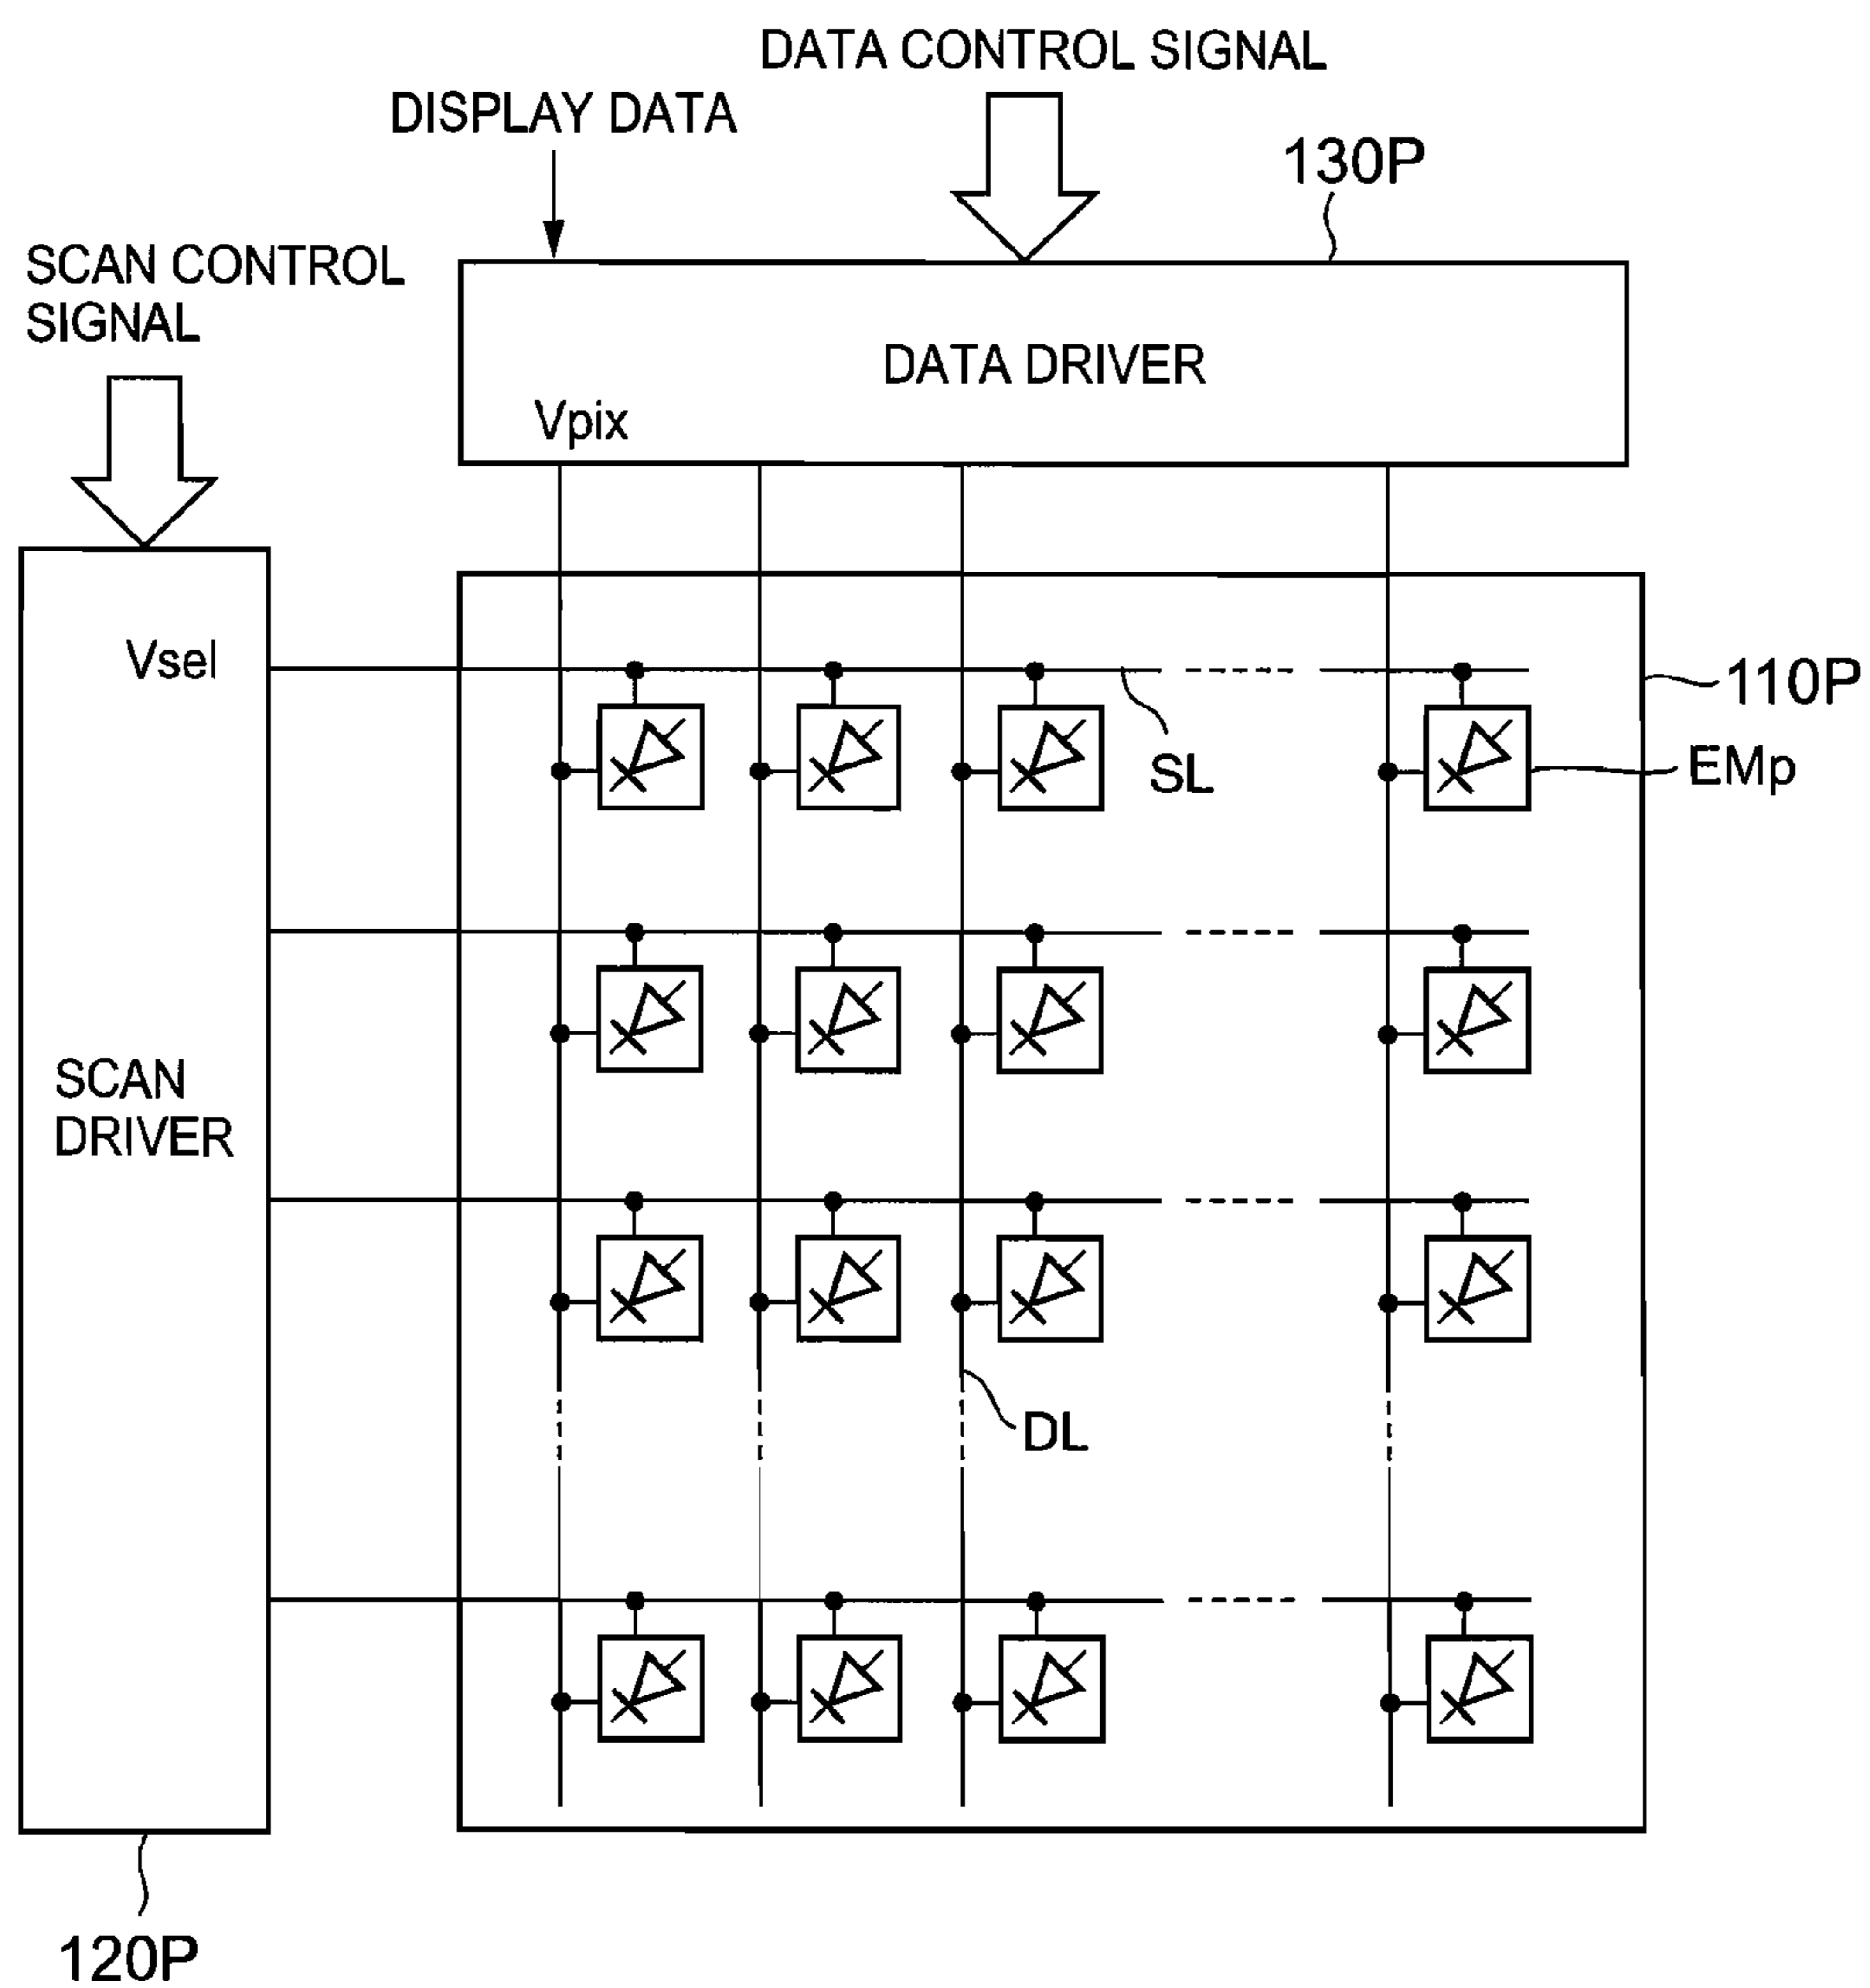 DATA CONTROL SIGNAL
DISPLAY DATA
130P
SCAN CONTROL
SIGNAL
DATA DRIVER
Vpix
Vsel
110P
SL
EMp
SCAN
DRIVER
DL
120P